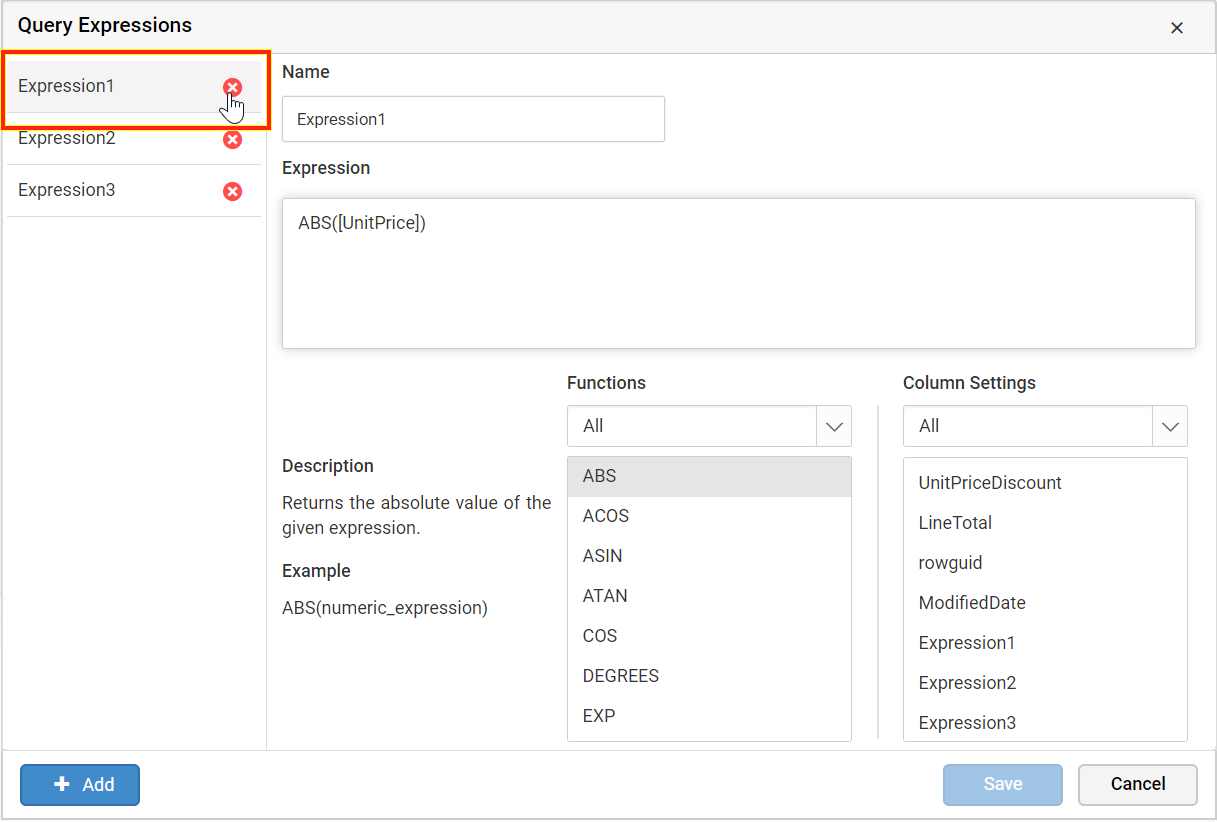 Query Expressions
Expression1
Expression2
Expression3
Name
Expression1
Expression
ABS([UnitPrice])
Description
Returns the absolute value of the
given expression.
Example
ABS(numeric_expression)
Functions
All
ABS
ACOS
ASIN
ATAN
COS
DEGREES
EXP
Column Settings
All
UnitPriceDiscount
LineTotal
rowguid
ModifiedDate
Expression1
Expression2
Expression3
Add
Save
Cancel